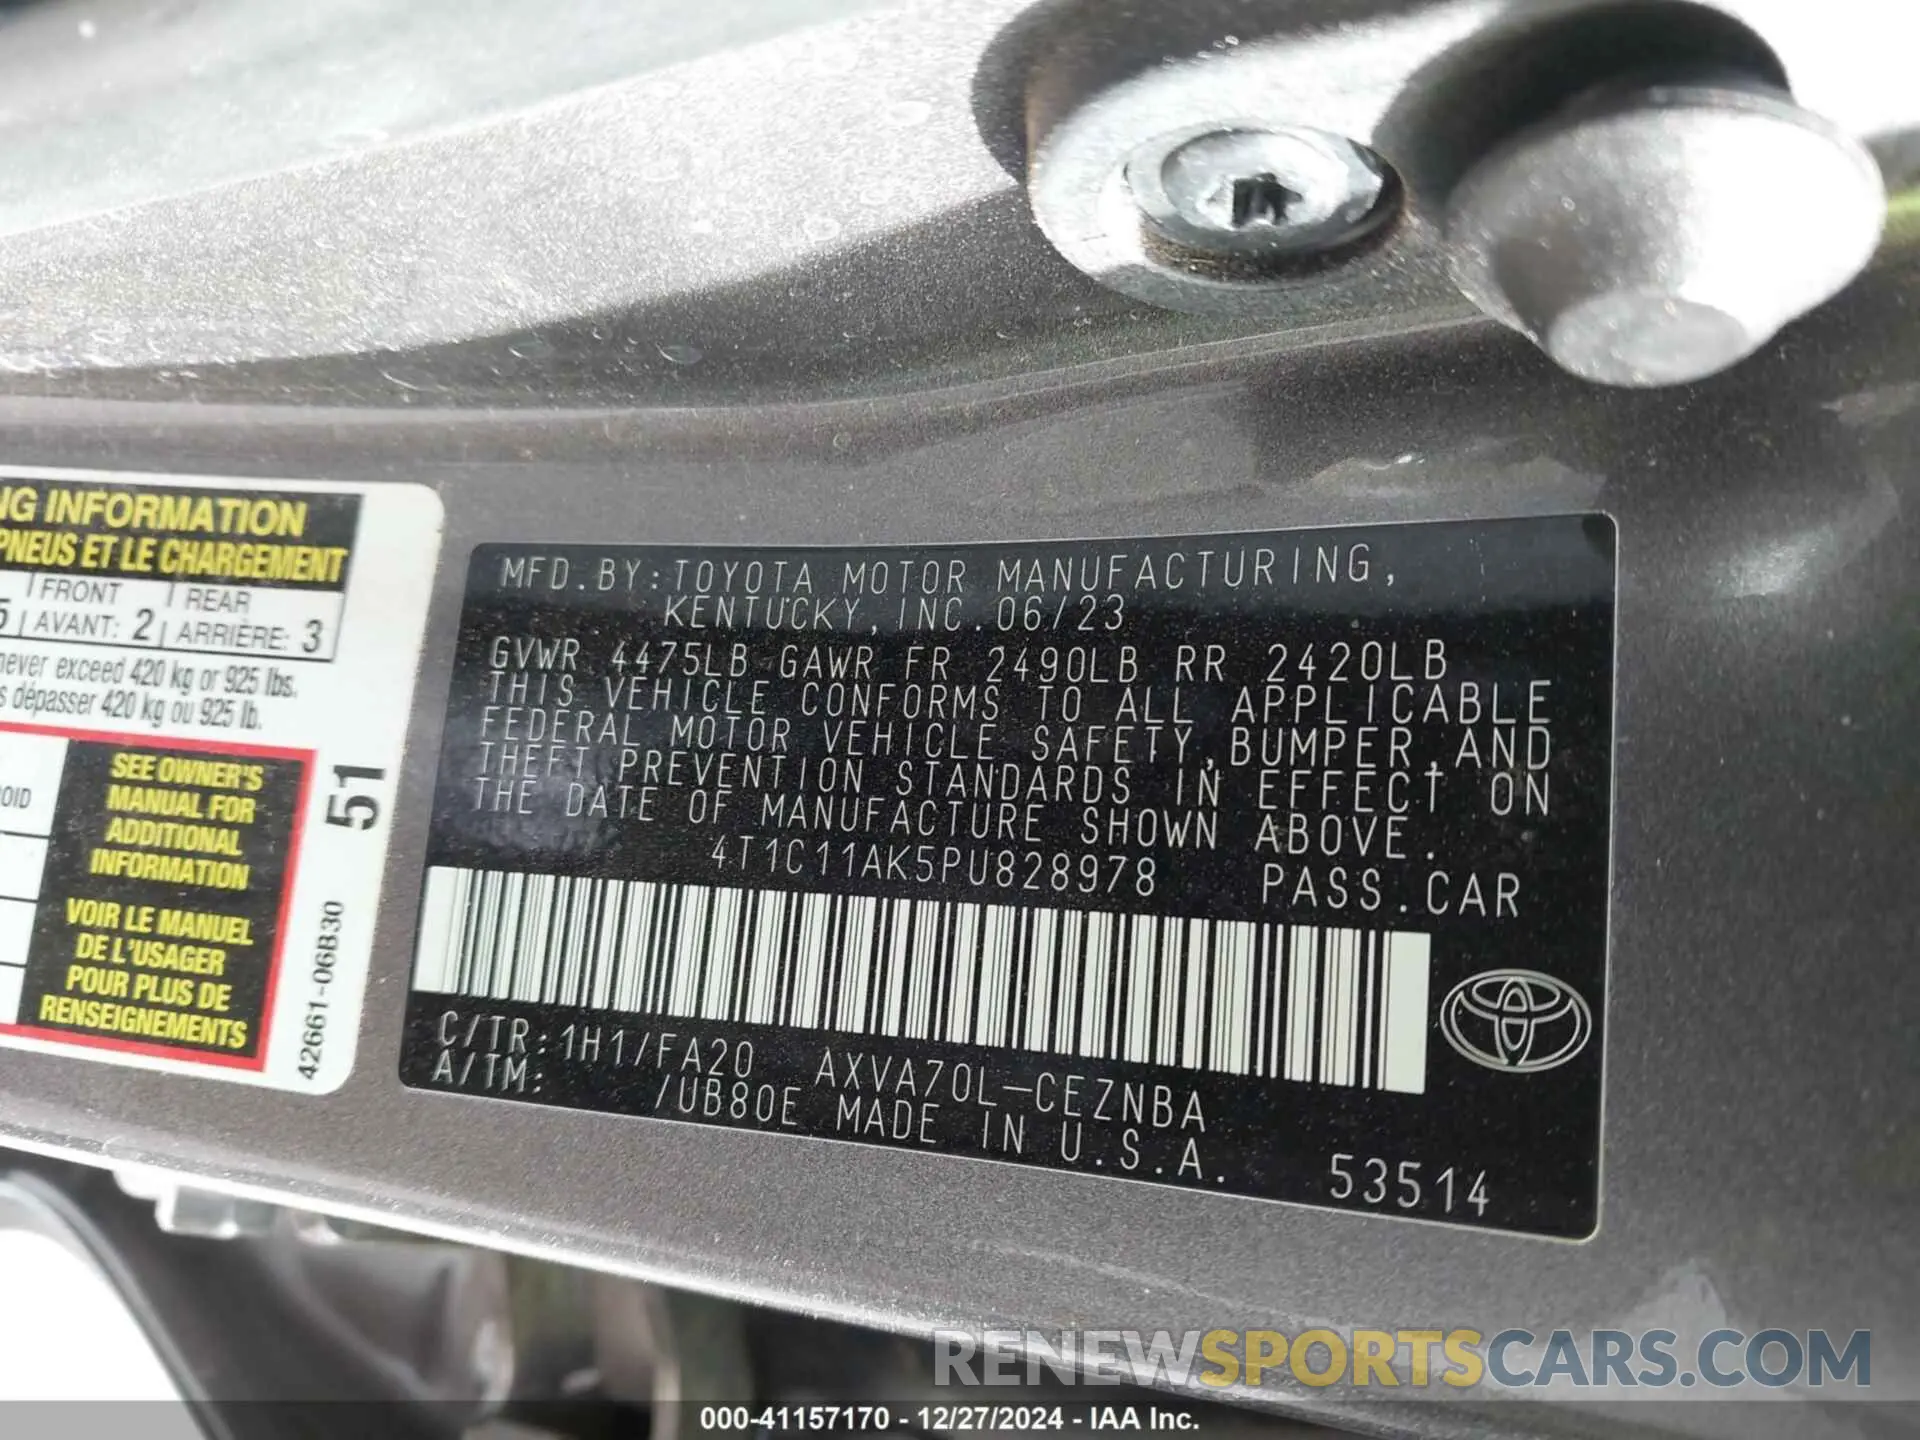 NG INFORMATION
PNEUS ET LE CHARGEMENT
5 FRONT REAR
AVANT: 2 ARRIÈRE: 3
never exceed 420 kg or 925 lbs.
s dépasser 420 kg ou 925 lb.
OID
SEE OWNER'S
MANUAL FOR
ADDITIONAL
INFORMATION
VOIR LE MANUEL
DE L'USAGER
POUR PLUS DE
RENSEIGNEMENTS
51
42661-06B30
MFD.BY:TOYOTA MOTOR MANUFACTURING,
KENTUCKY, INC. 06/23
GVWR 4475LB GAWR FR 2490LB RR 2420LB
THIS VEHICLE CONFORMS TO ALL APPLICABLE
FEDERAL MOTOR VEHICLE SAFETY,BUMPER,AND
THEFT PREVENTION STANDARDS IN EFFECT ON
THE DATE OF MANUFACTURE SHOWN ABOVE.
4T1C11AK5PU828978 PASS.CAR
C/TR:1H1/FA20 AXVA70L-CEZNBA
A/TM: /UB80E MADE IN U.S.A.
53514
RENEWSPORTSCARS.COM
000-41157170 - 12/27/2024 - IAA Inc.